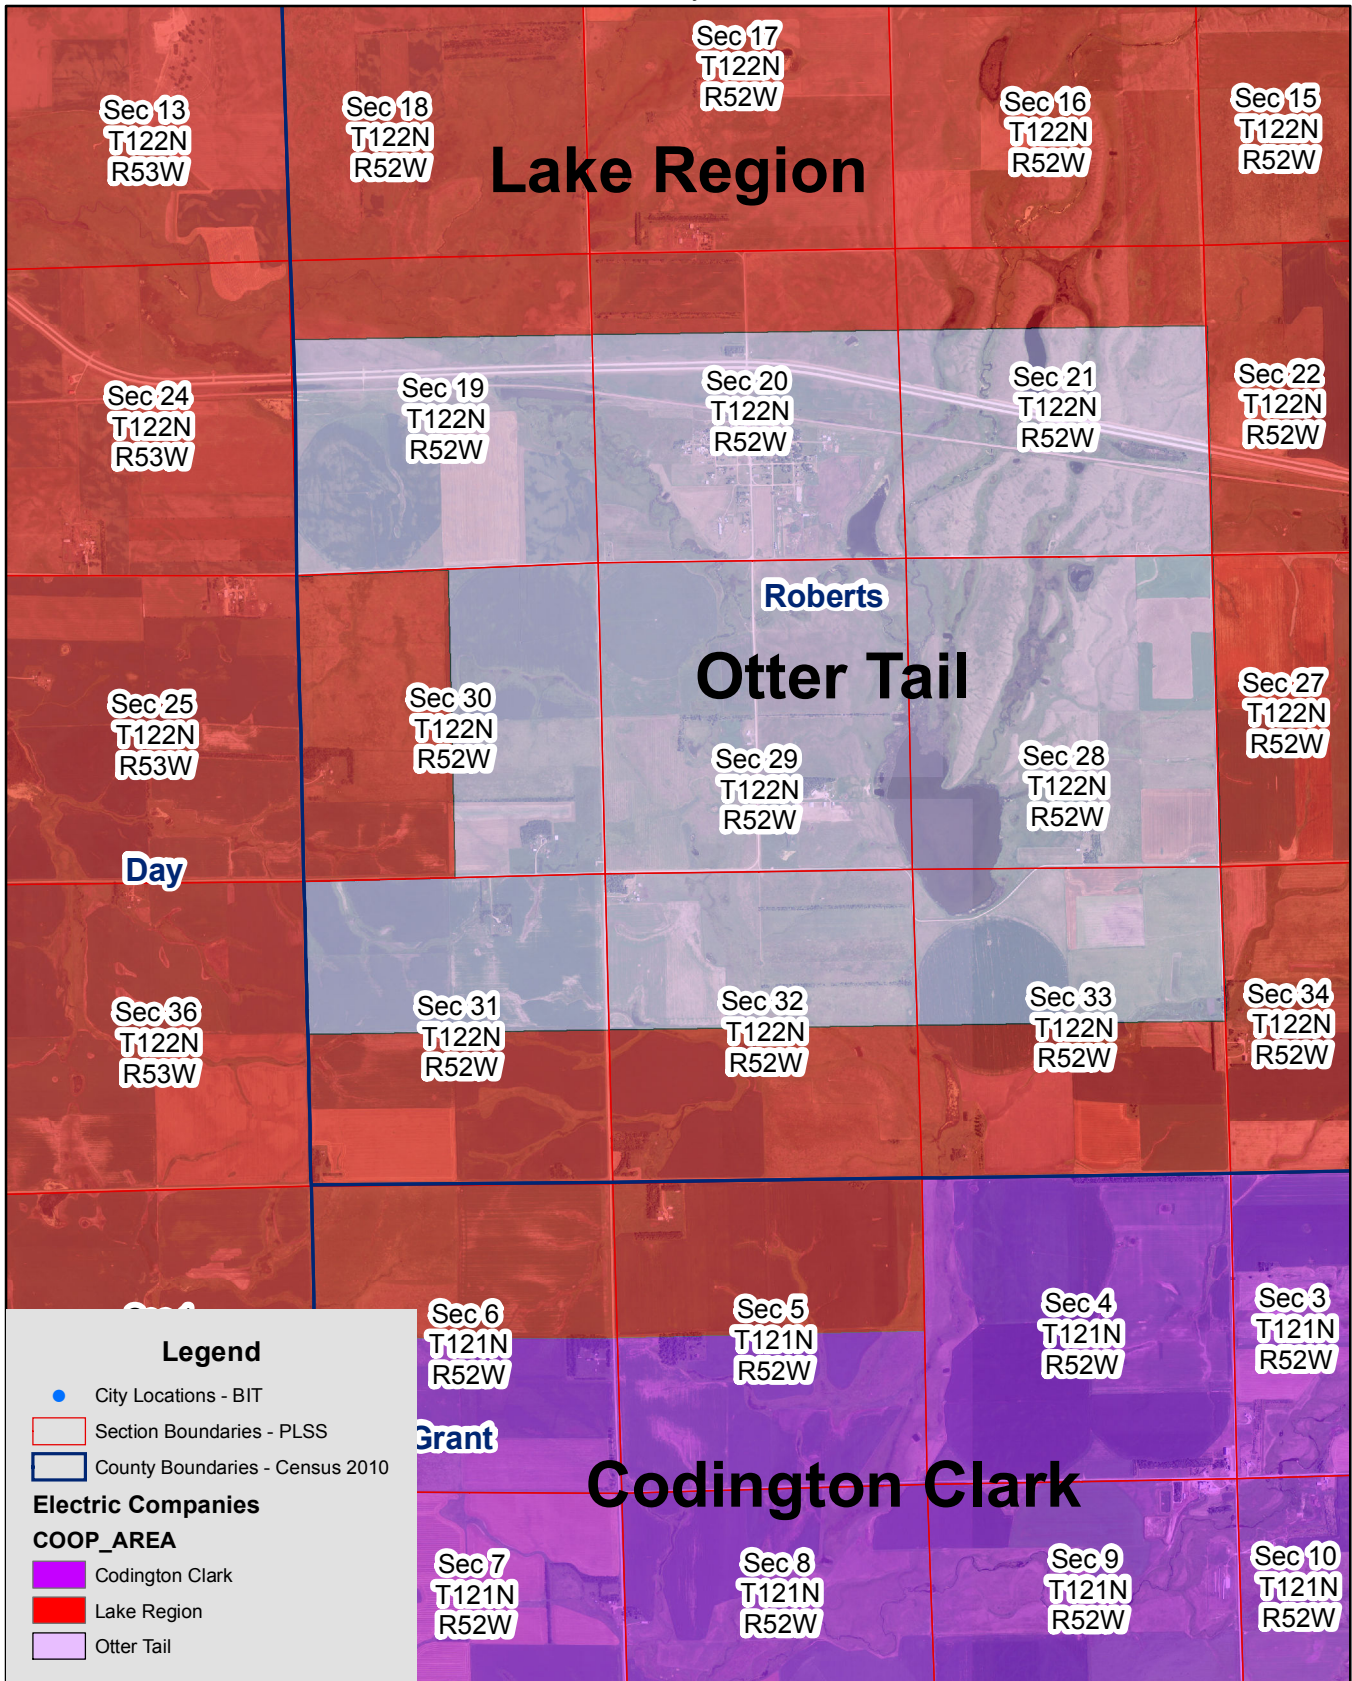 Sec 17
T122N
R52W
Sec 13
T122N
R53W
Sec 18
T122N
R52W
Sec 16
T122N
R52W
Sec 15
T122N
R52W
Lake Region
Sec 24
T122N
R53W
Sec 19
T122N
R52W
Sec 20
T122N
R52W
Sec 21
T122N
R52W
Sec 22
T122N
R52W
Roberts
Otter Tail
Sec 25
T122N
R53W
Sec 30
T122N
R52W
Sec 29
T122N
R52W
Sec 28
T122N
R52W
Sec 27
T122N
R52W
Day
Sec 36
T122N
R53W
Sec 31
T122N
R52W
Sec 32
T122N
R52W
Sec 33
T122N
R52W
Sec 34
T122N
R52W
Sec 6
T121N
R52W
Sec 5
T121N
R52W
Sec 4
T121N
R52W
Sec 3
T121N
R52W
Grant
Codington Clark
Sec 7
T121N
R52W
Sec 8
T121N
R52W
Sec 9
T121N
R52W
Sec 10
T121N
R52W
Legend
City Locations - BIT
Section Boundaries - PLSS
County Boundaries - Census 2010
Electric Companies
COOP_AREA
Codington Clark
Lake Region
Otter Tail